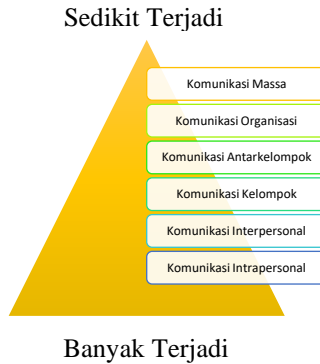 Sedikit Terjadi
Komunikasi Massa
Komunikasi Organisasi
Komunikasi Antarkelompok
Komunikasi Kelompok
Komunikasi Interpersonal
Komunikasi Intrapersonal
Banyak Terjadi